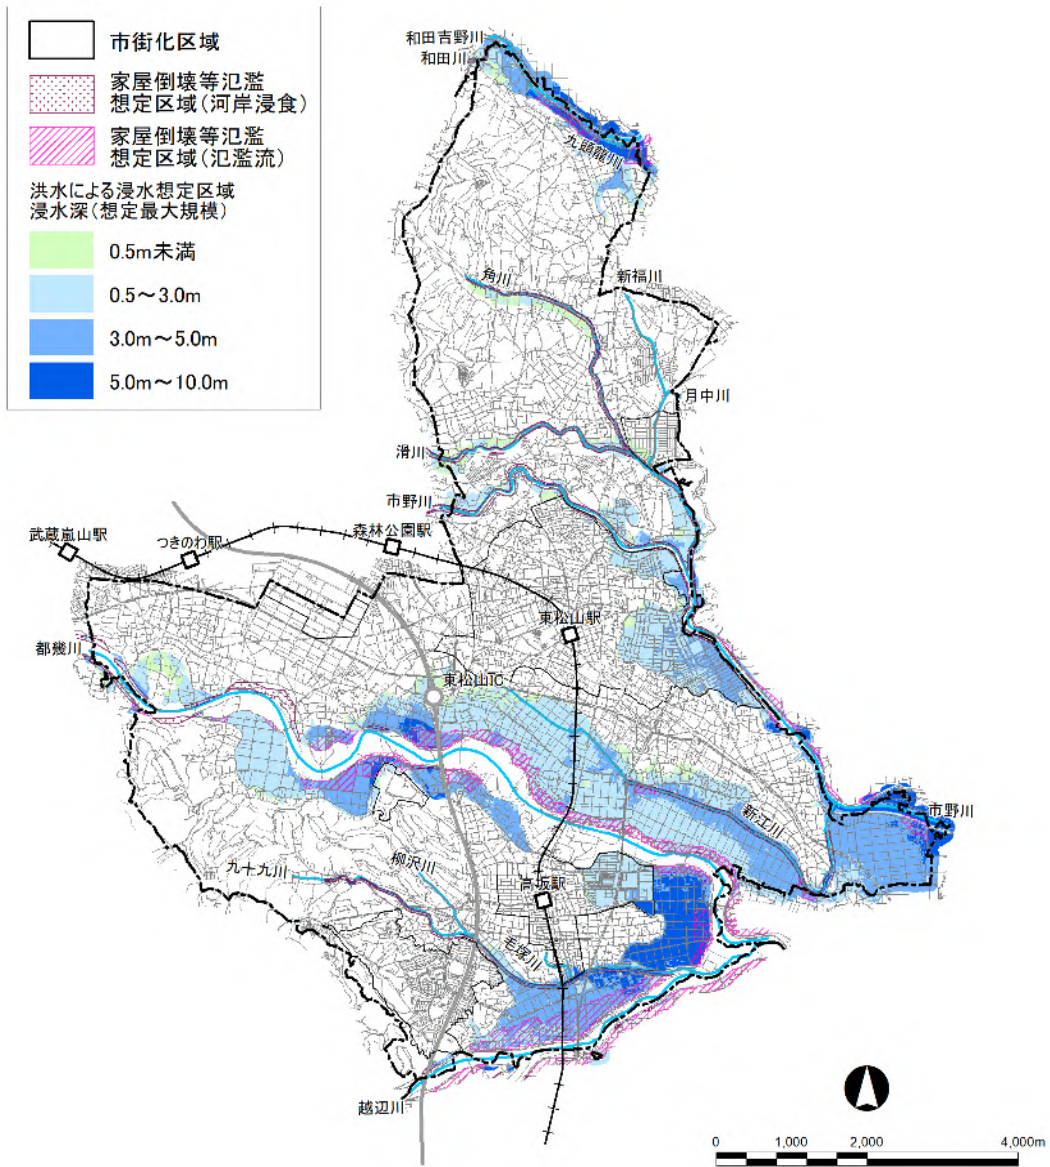 市街化区域
家屋倒壊等氾濫
想定区域(河岸浸食)
家屋倒壊等氾濫
想定区域(氾濫流)
洪水による浸水想定区域
浸水深(想定最大規模)
0.5m未満
0.5～3.0m
3.0m～5.0m
5.0m～10.0m
和田吉野川
和田川
九頭龍川
角川
新福川
月中川
滑川
市野川
武蔵嵐山駅
つきのわ駅
森林公園駅
東松山駅
都幾川
東松山IC
新江川
市野川
九十九川
柳沢川
高坂駅
毛塚川
越辺川
0
1,000
2,000
4,000m